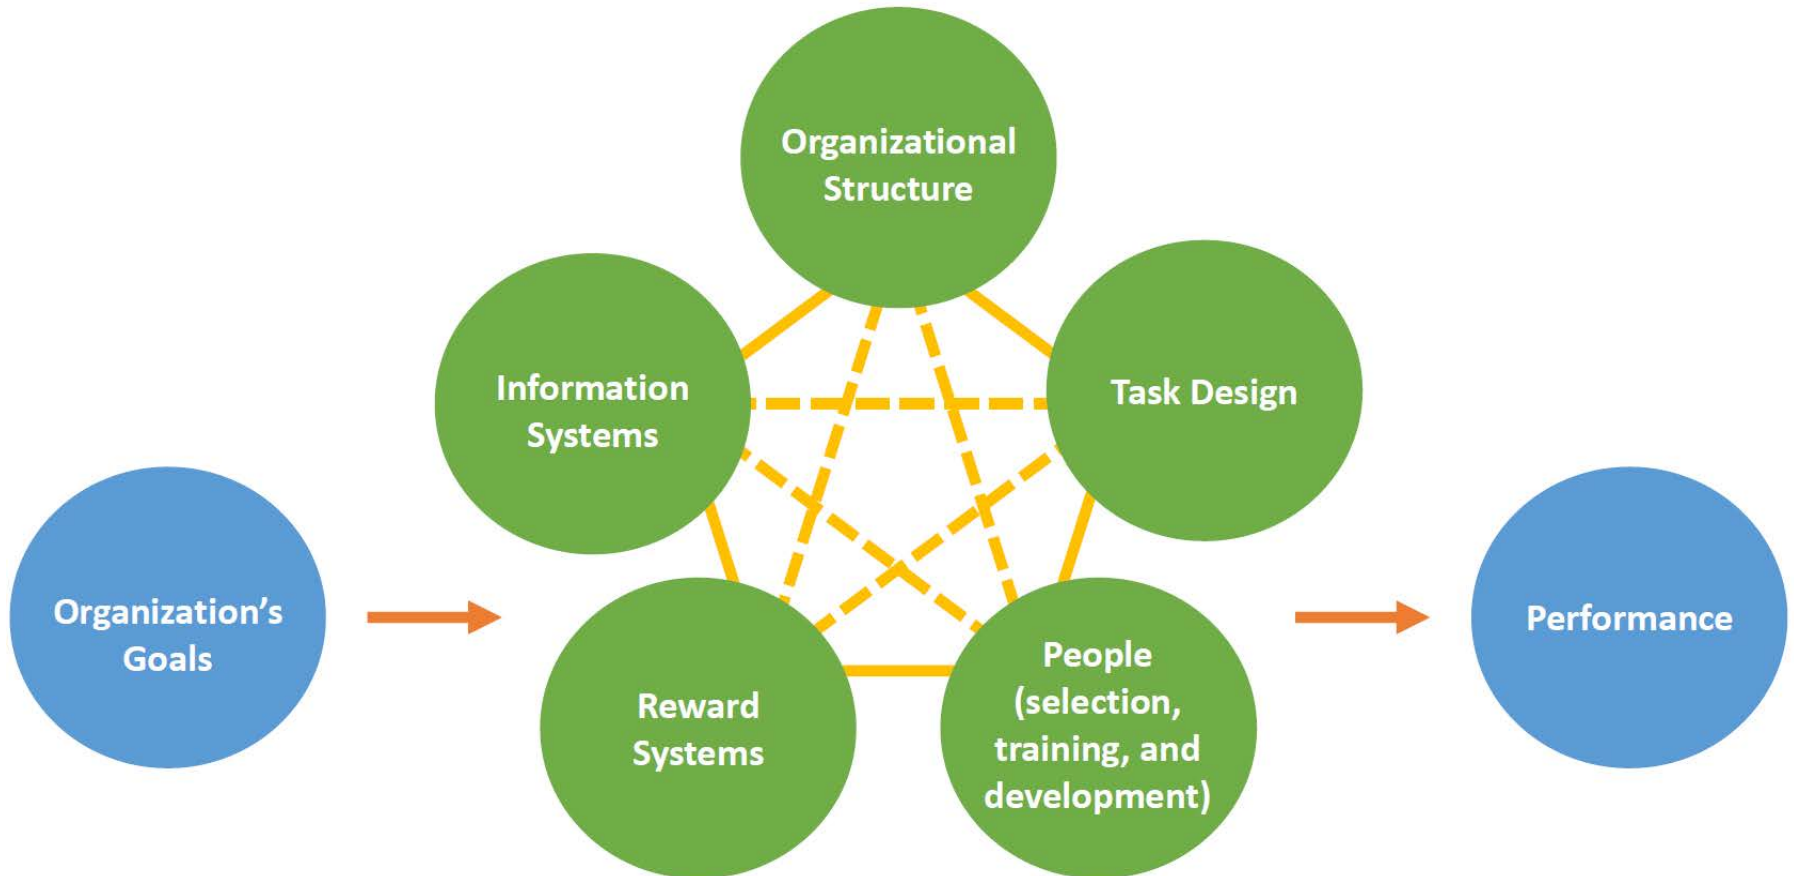 Organizational
Structure
Information
Systems
Task Design
Organization’s
Goals
Reward
Systems
People
(selection,
training, and
development)
Performance